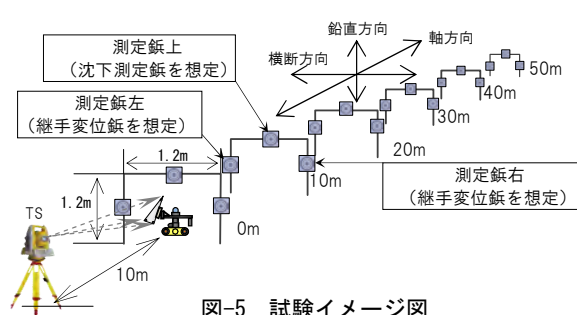 測定鋲上
（沈下測定鋲を想定）
鉛直方向
横断方向
軸方向
測定鋲左
（継手変位鋲を想定）
50m
40m
30m
20m
10m
測定鋲右
（継手変位鋲を想定）
1.2m
1.2m
0m
TS
10m
図-5 試験イメージ図